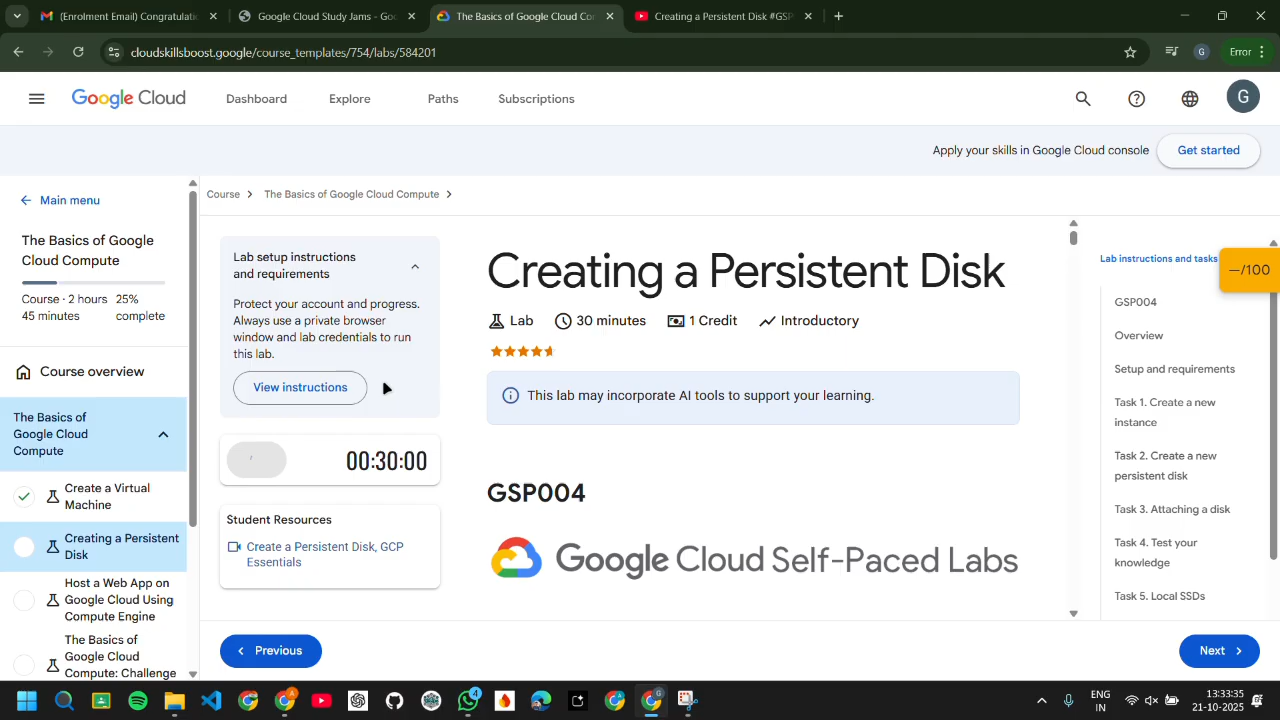 (Enrolment Email) Congratulati
Google Cloud Study Jams - Goo
The Basics of Google Cloud Co
Creating a Persistent Disk #GSP
cloudskillsboost.google/course_templates/754/labs/584201
G
Error
Google Cloud
Dashboard
Explore
Paths
Subscriptions
G
Apply your skills in Google Cloud console
Get started
Main menu
The Basics of Google
Cloud Compute
Course · 2 hours
45 minutes
25%
complete
Course overview
The Basics of
Google Cloud
Compute
Create a Virtual
Machine
Creating a Persistent
Disk
Host a Web App on
Google Cloud Using
Compute Engine
The Basics of
Google Cloud
Compute: Challenge
Course
The Basics of Google Cloud Compute
Lab setup instructions
and requirements
Protect your account and progress.
Always use a private browser
window and lab credentials to run
this lab.
View instructions
00:30:00
Student Resources
Create a Persistent Disk, GCP
Essentials
Creating a Persistent Disk
Lab
30 minutes
1 Credit
Introductory
This lab may incorporate AI tools to support your learning.
GSP004
Google Cloud Self-Paced Labs
Lab instructions and tasks
—/100
GSP004
Overview
Setup and requirements
Task 1. Create a new
instance
Task 2. Create a new
persistent disk
Task 3. Attaching a disk
Task 4. Test your
knowledge
Task 5. Local SSDs
Previous
Next
4
G
ENG
IN
13:33:35
21-10-2025